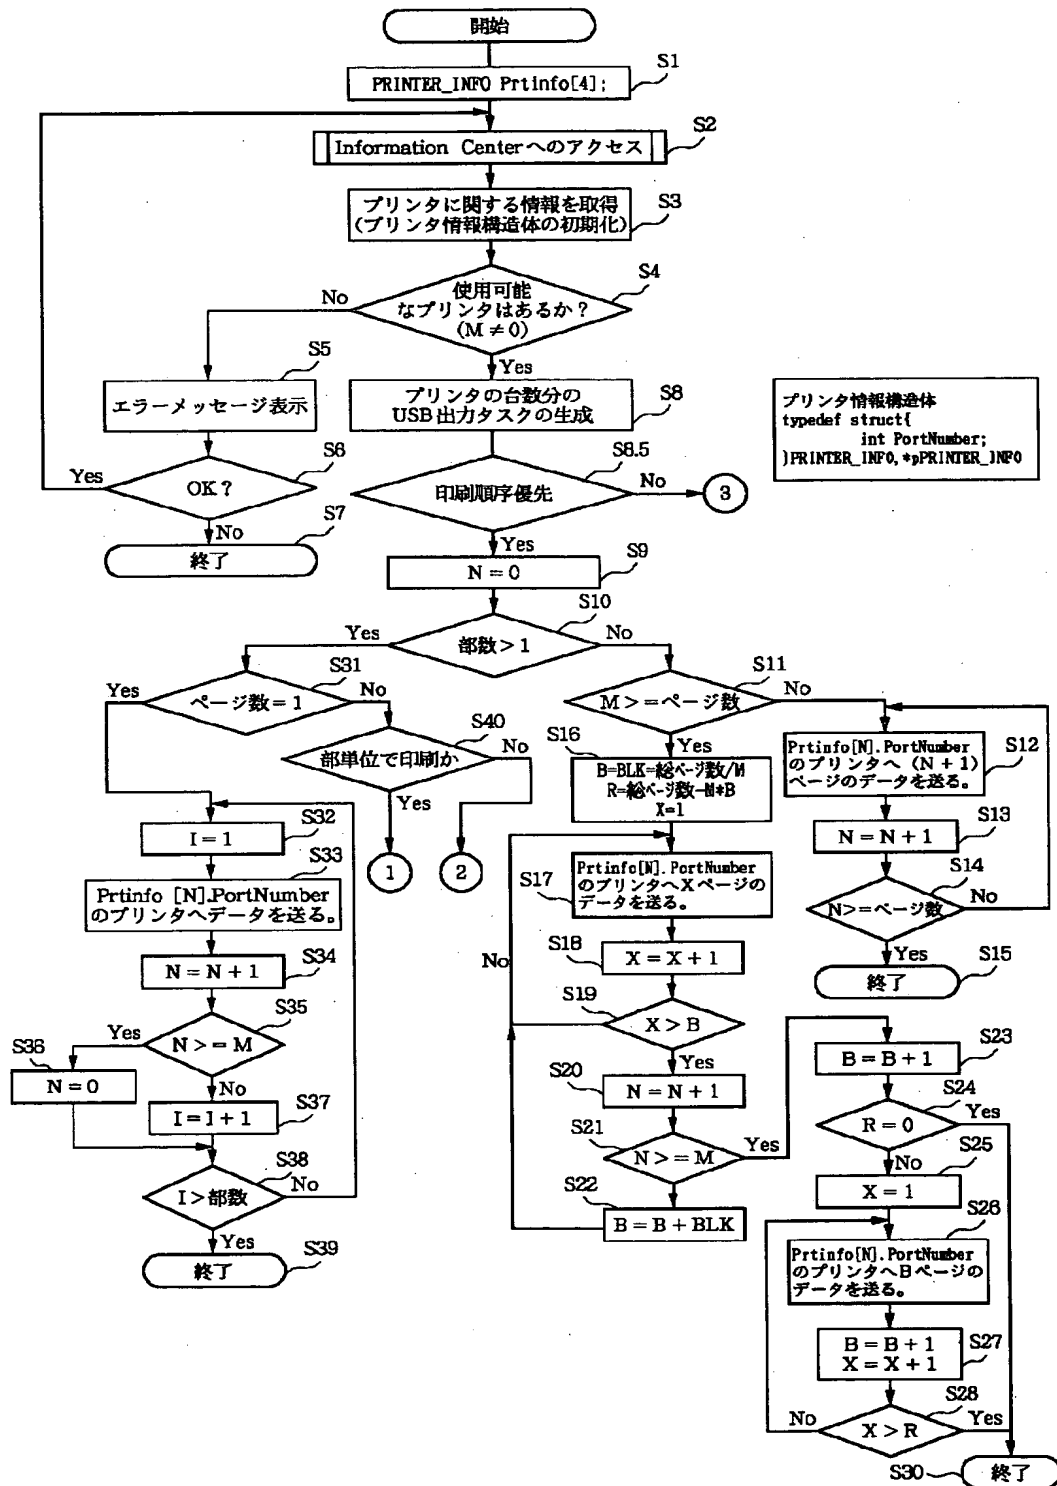 開始
S1
PRINTER_INFO Prtinfo[4];
S2
Information Centerへのアクセス
S3
プリンタに関する情報を取得
(プリンタ情報構造体の初期化)
S4
使用可能
なプリンタはあるか?
(M≠0)
No
Yes
S5
エラーメッセージ表示
S6
OK?
Yes
No
S7
終了
S8
プリンタの台数分の
USB出力タスクの生成
S8.5
印刷順序優先
No
3
Yes
プリンタ情報構造体
typedef struct{
int PortNumber;
}PRINTER_INFO,*pPRINTER_INFO
S9
N=0
S10
部数>1
Yes
No
S31
ページ数=1
Yes
No
S40
部単位で印刷か
No
Yes
1
2
S32
I=1
S33
Prtinfo [N].PortNumber
のプリンタへデータを送る。
S34
N=N+1
S35
N>=M
Yes
No
S36
N=0
S37
I=I+1
S38
I>部数
No
Yes
S39
終了
S11
M>=ページ数
No
Yes
S12
Prtinfo[N].PortNumber
のプリンタへ (N+1)
ページのデータを送る。
S13
N=N+1
S14
N>=ページ数
No
Yes
S15
終了
S16
B=BLK=総ページ数/M
R=総ページ数-M*B
X=1
S17
Prtinfo[N].PortNumber
のプリンタへXページの
データを送る。
S18
X=X+1
S19
X>B
No
Yes
S20
N=N+1
S21
N>=M
Yes
S22
B=B+BLK
S23
B=B+1
S24
R=0
Yes
No
S25
X=1
S26
Prtinfo[N].PortNumber
のプリンタへBページの
データを送る。
S27
B=B+1
X=X+1
S28
X>R
No
Yes
S30
終了